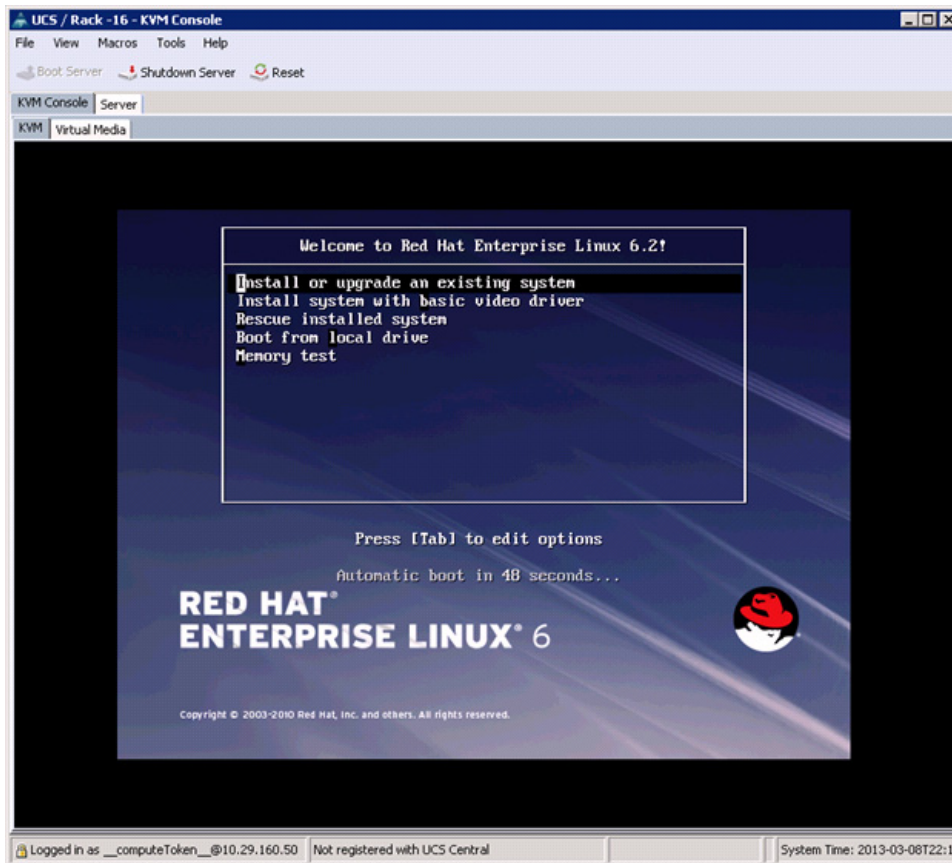 UCS / Rack -16 - KVM Console
File View Macros Tools Help
Boot Server Shutdown Server Reset
KVM Console Server
KVM Virtual Media
Welcome to Red Hat Enterprise Linux 6.2!
Install or upgrade an existing system
Install system with basic video driver
Rescue installed system
Boot from local drive
Memory test
Press [Tab] to edit options
Automatic boot in 48 seconds...
RED HAT®
ENTERPRISE LINUX® 6
Copyright © 2003-2010 Red Hat, Inc. and others. All rights reserved.
Logged in as __computeToken__@10.29.160.50 Not registered with UCS Central System Time: 2013-03-08T22:1